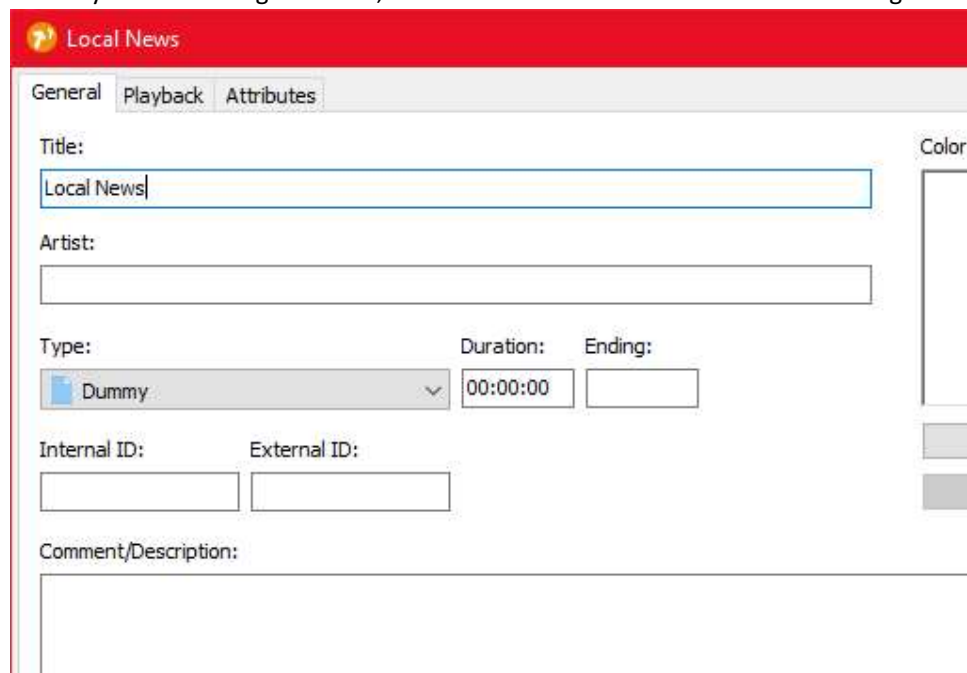 Local News
General Playback Attributes
Title: Color
Local News
Artist:
Type: Duration: Ending:
Dummy 00:00:00
Internal ID: External ID:
Comment/Description: